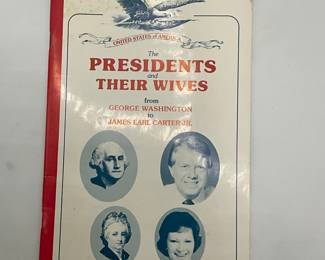 UNITED STATES of AMERICA
The
PRESIDENTS
and
THEIR WIVES
from
GEORGE WASHINGTON
to
JAMES EARL CARTER JR.